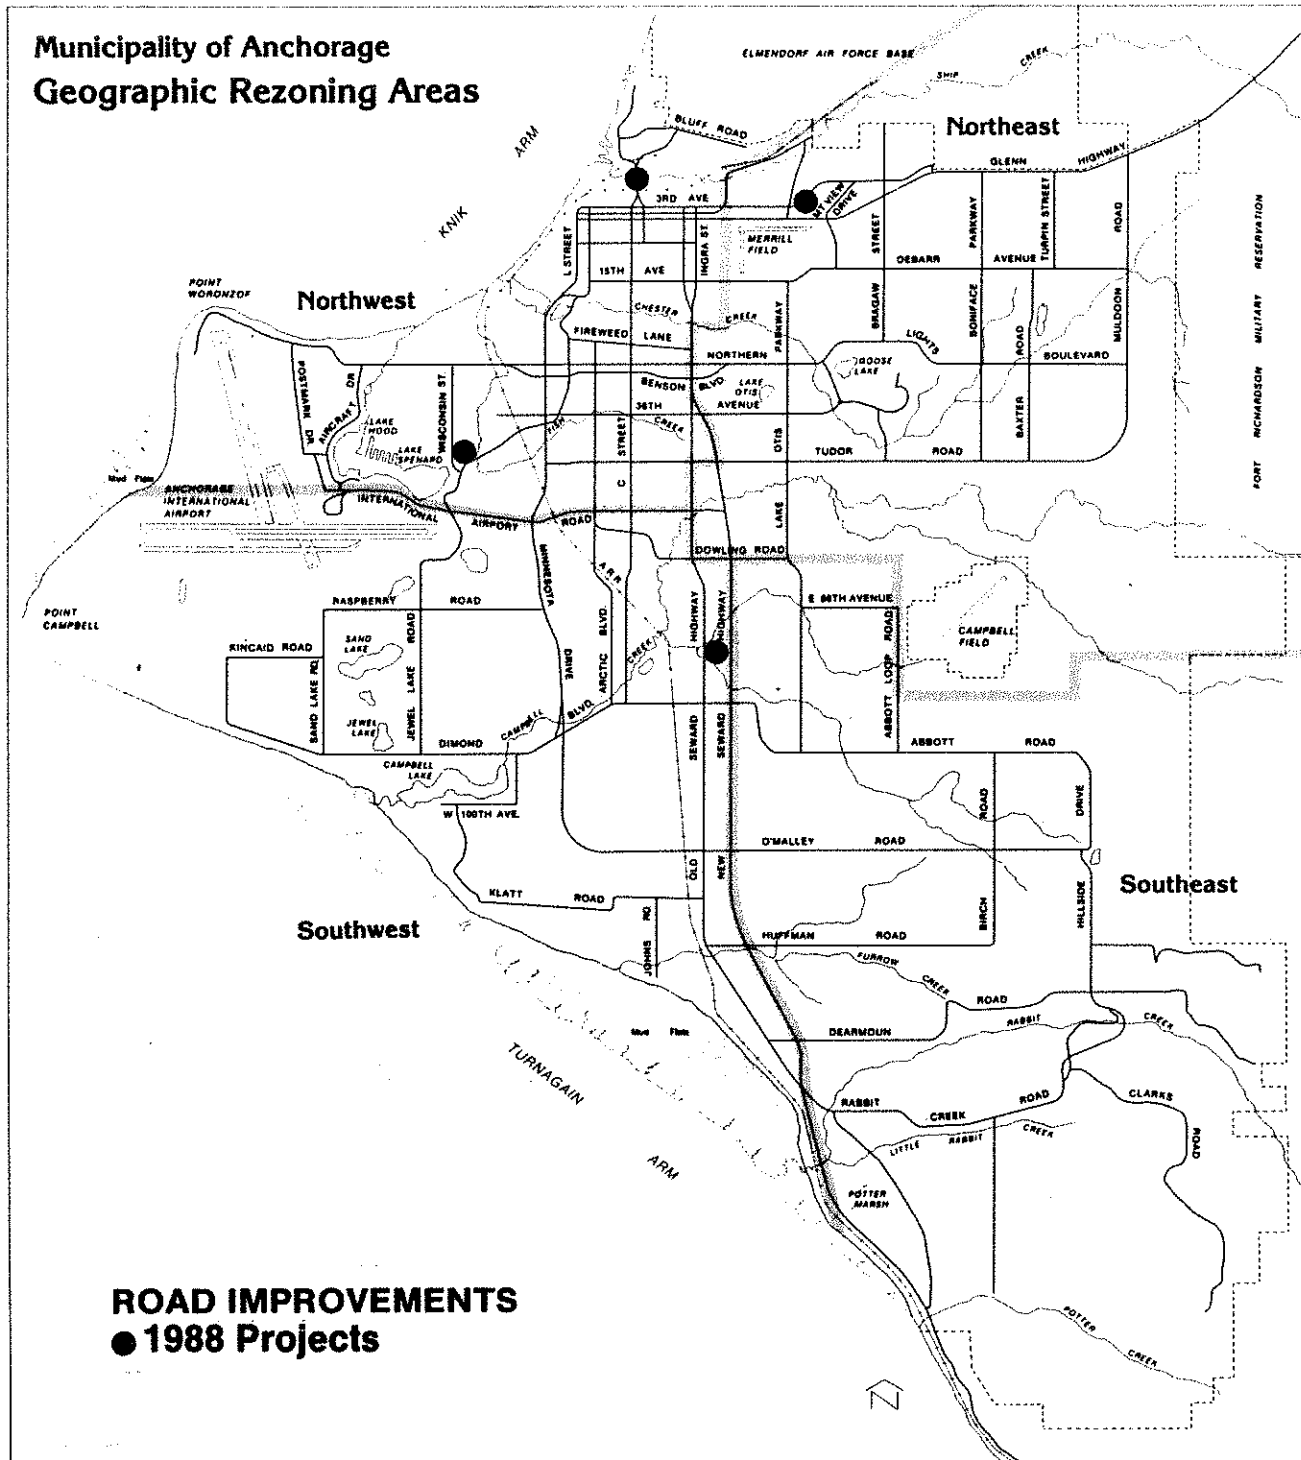 Municipality of Anchorage
Geographic Rezoning Areas
ELMENDORF AIR FORCE BASE
SHIP
CREEK
ARM
KNIK
BLUFF ROAD
Northeast
GLENN
HIGHWAY
3RD AVE
MT VIEW
DRIVE
L STREET
INGRA ST.
MERRILL
FIELD
STREET
BRAGAW
PARKWAY
BONIFACE
TURPIN STREET
ROAD
MULDOON
FORT RICHARDSON MILITARY RESERVATION
DEBARR
AVENUE
15TH AVE
POINT
WORONZOF
Northwest
CHESTER
CREEK
FIREWEED LANE
PARKWAY
OTIS
LAKE
NORTHERN
LIGHTS
BOULEVARD
ROAD
BAXTER
GOOSE
LAKE
BENSON BLVD.
LAKE
OTIS
36TH
AVENUE
POSTMARK DR.
AIRCRAFT DR
WISCONSIN ST.
LAKE
HOOD
LAKE
SPENARD
FISH
CREEK
STREET
C
TUDOR
ROAD
Mud Flats
ANCHORAGE
INTERNATIONAL
AIRPORT
INTERNATIONAL
AIRPORT
ROAD
DOWLING ROAD
MINNESOTA
DRIVE
A.R.R.
ARCTIC BLVD.
HIGHWAY
HIGHWAY
E 68TH AVENUE
ABBOTT LOOP ROAD
CAMPBELL
FIELD
POINT
CAMPBELL
RASPBERRY
ROAD
KINCAID ROAD
SAND
LAKE
SAND LAKE RD.
JEWEL LAKE ROAD
JEWEL
LAKE
CREEK
CAMPBELL
DIMOND
BLVD.
CAMPBELL
LAKE
SEWARD
SEWARD
ABBOTT
ROAD
W 100TH AVE.
ROAD
BIRCH
DRIVE
HILLSIDE
O'MALLEY
ROAD
OLD
NEW
KLATT
ROAD
Southeast
Southwest
JOHNS RD
HUFFMAN
ROAD
FURROW
CREEK
ROAD
DEARMOUN
RABBIT
CREEK
Mud Flats
TURNAGAIN
ARM
RABBIT
CREEK
ROAD
CLARKS
ROAD
LITTLE
RABBIT
CREEK
POTTER
MARSH
ROAD IMPROVEMENTS
1988 Projects
POTTER
CREEK
N